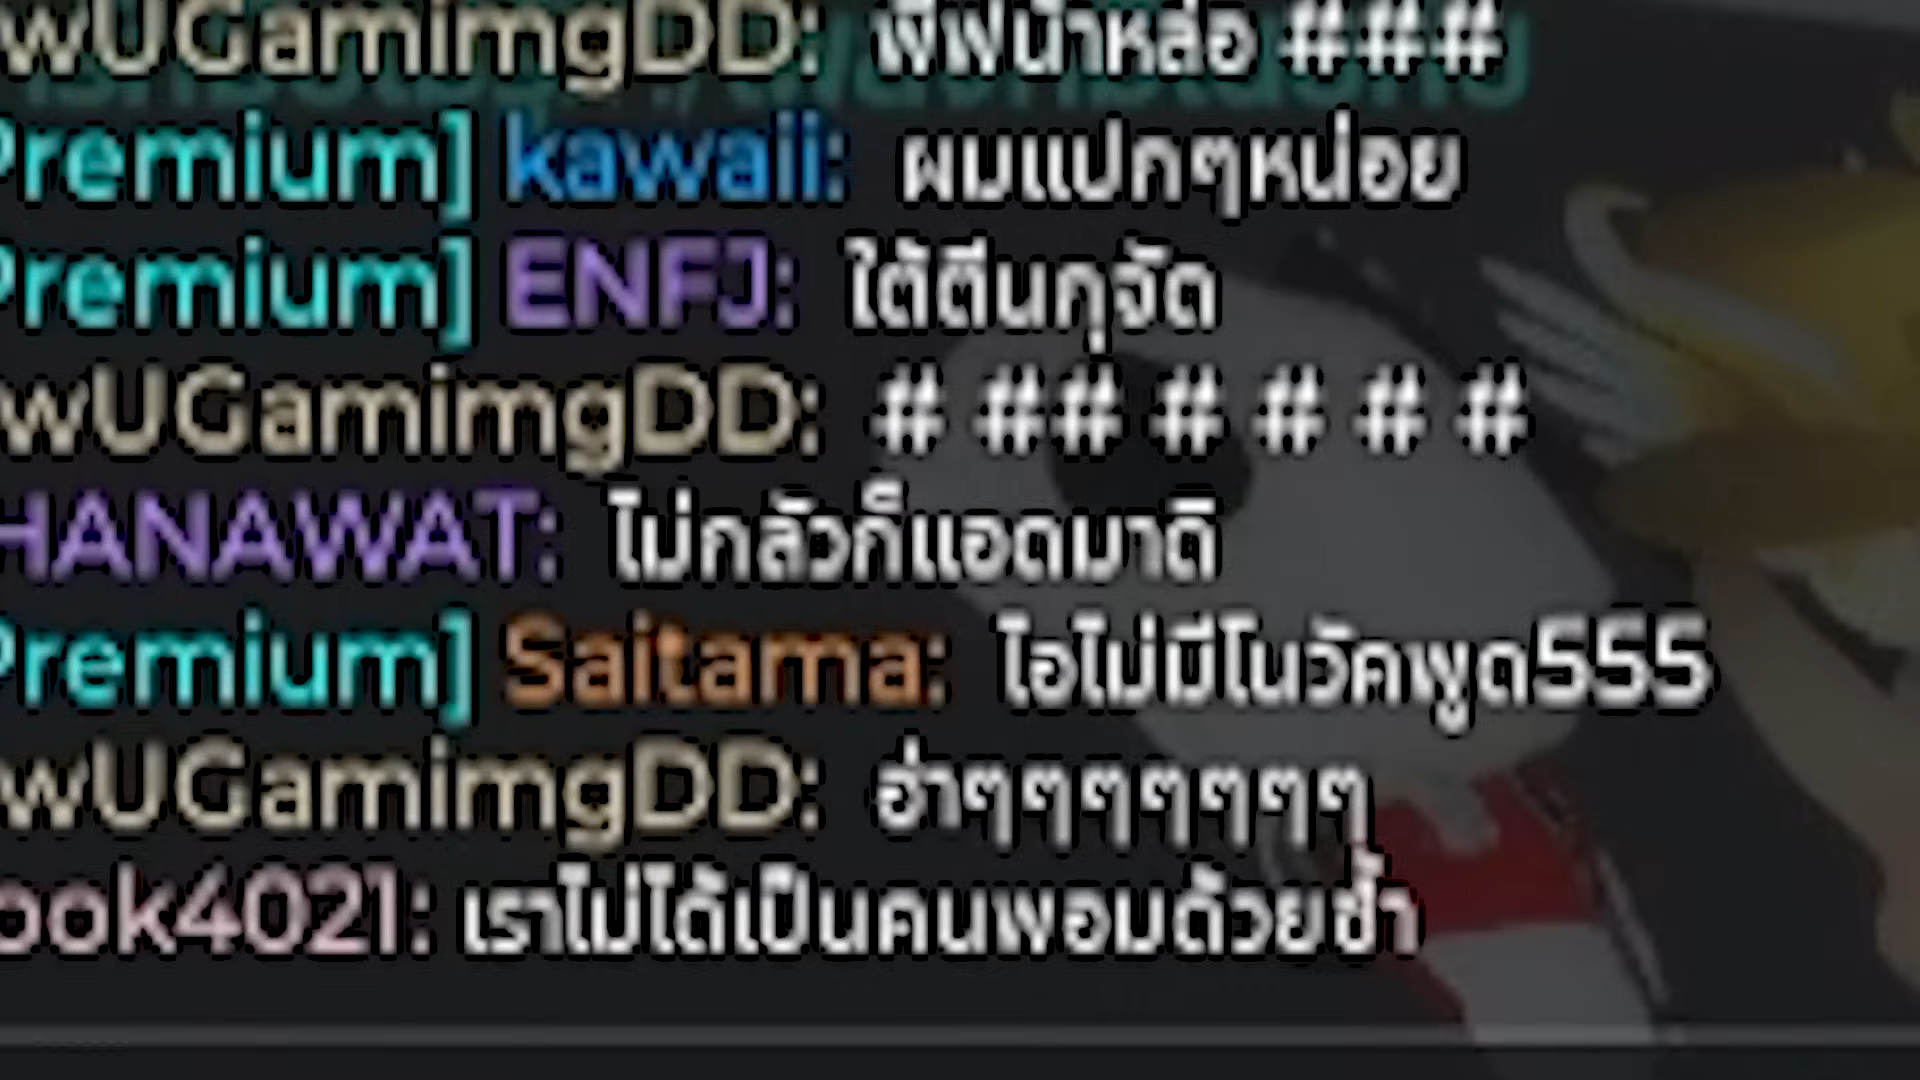 wUGamimgDD: พี่ฟน้าหล่อ ###
Premium] kawaii: ผมแปกๆหน่อย
Premium] ENFJ: ใต้ตีนกุจัด
wUGamimgDD: # ## # # # #
HANAWAT: ไม่กลัวก็แอดมาดิ
Premium] Saitama: ไอไม่มีโนวัคพูด555
wUGamimgDD: อ่าๆๆๆๆๆๆๆ
ook4021: เราไม่ได้เป็นคนพอมด้วยซ้ำ